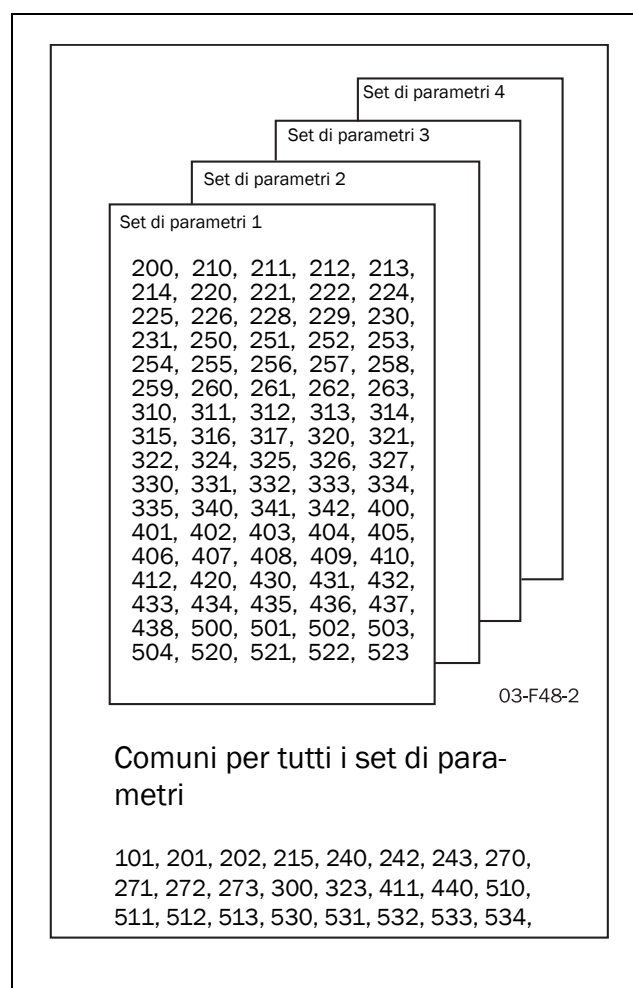 Set di parametri 4
Set di parametri 3
Set di parametri 2
Set di parametri 1
200, 210, 211, 212, 213,
214, 220, 221, 222, 224,
225, 226, 228, 229, 230,
231, 250, 251, 252, 253,
254, 255, 256, 257, 258,
259, 260, 261, 262, 263,
310, 311, 312, 313, 314,
315, 316, 317, 320, 321,
322, 324, 325, 326, 327,
330, 331, 332, 333, 334,
335, 340, 341, 342, 400,
401, 402, 403, 404, 405,
406, 407, 408, 409, 410,
412, 420, 430, 431, 432,
433, 434, 435, 436, 437,
438, 500, 501, 502, 503,
504, 520, 521, 522, 523
03-F48-2
Comuni per tutti i set di para-
metri
101, 201, 202, 215, 240, 242, 243, 270,
271, 272, 273, 300, 323, 411, 440, 510,
511, 512, 513, 530, 531, 532, 533, 534,